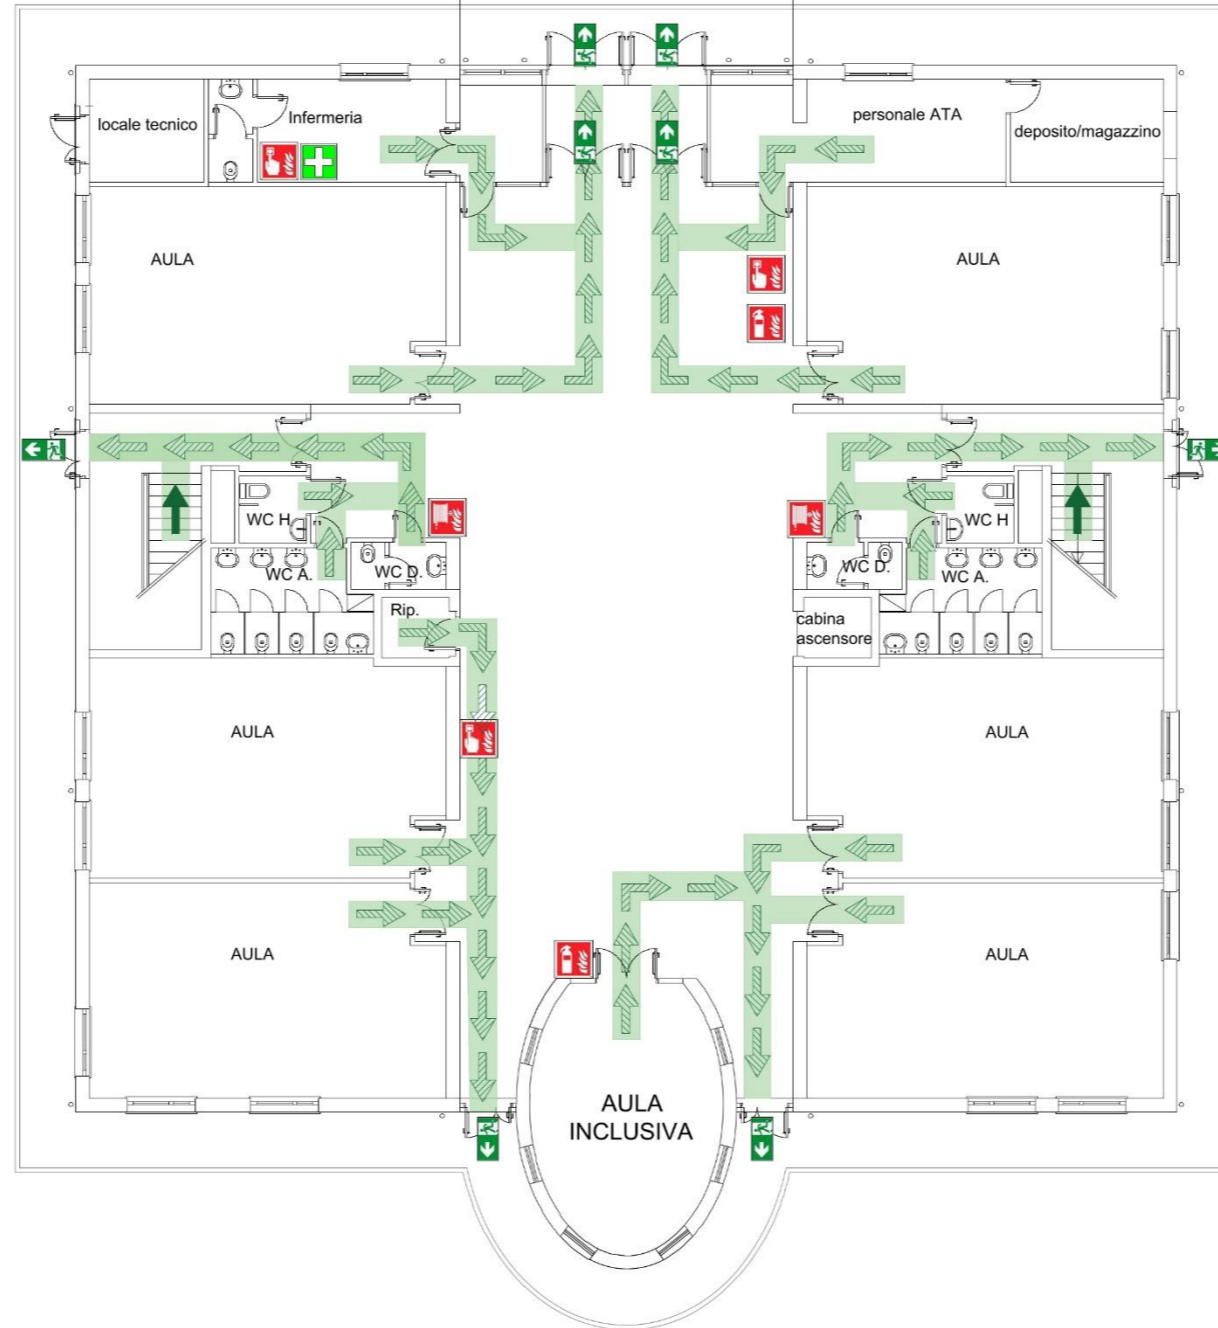 locale tecnico
Infermeria
personale ATA
deposito/magazzino
AULA
AULA
WC H
WC H
WC A.
WC D.
WC D.
WC A.
Rip.
cabina
ascensore
AULA
AULA
AULA
AULA
AULA
INCLUSIVA